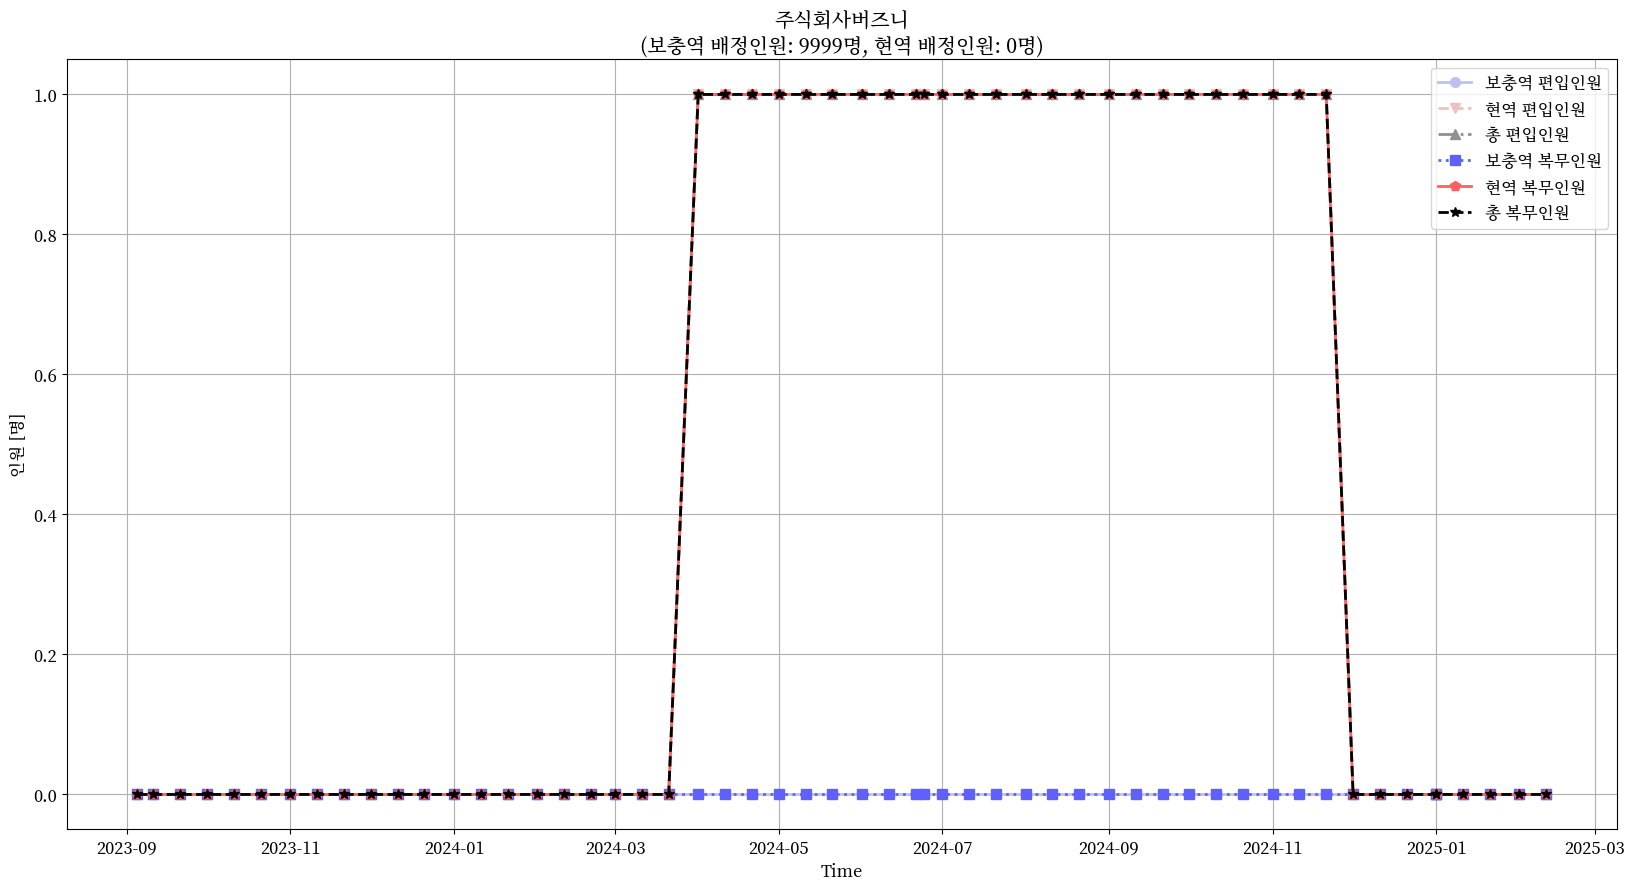 주식회사버즈니
(보충역 배정인원: 9999명, 현역 배정인원: 0명)
보충역 편입인원
현역 편입인원
총 편입인원
보충역 복무인원
현역 복무인원
총 복무인원
인원 [명]
1.0
0.8
0.6
0.4
0.2
0.0
2023-09 2023-11 2024-01 2024-03 2024-05 2024-07 2024-09 2024-11 2025-01 2025-03
Time